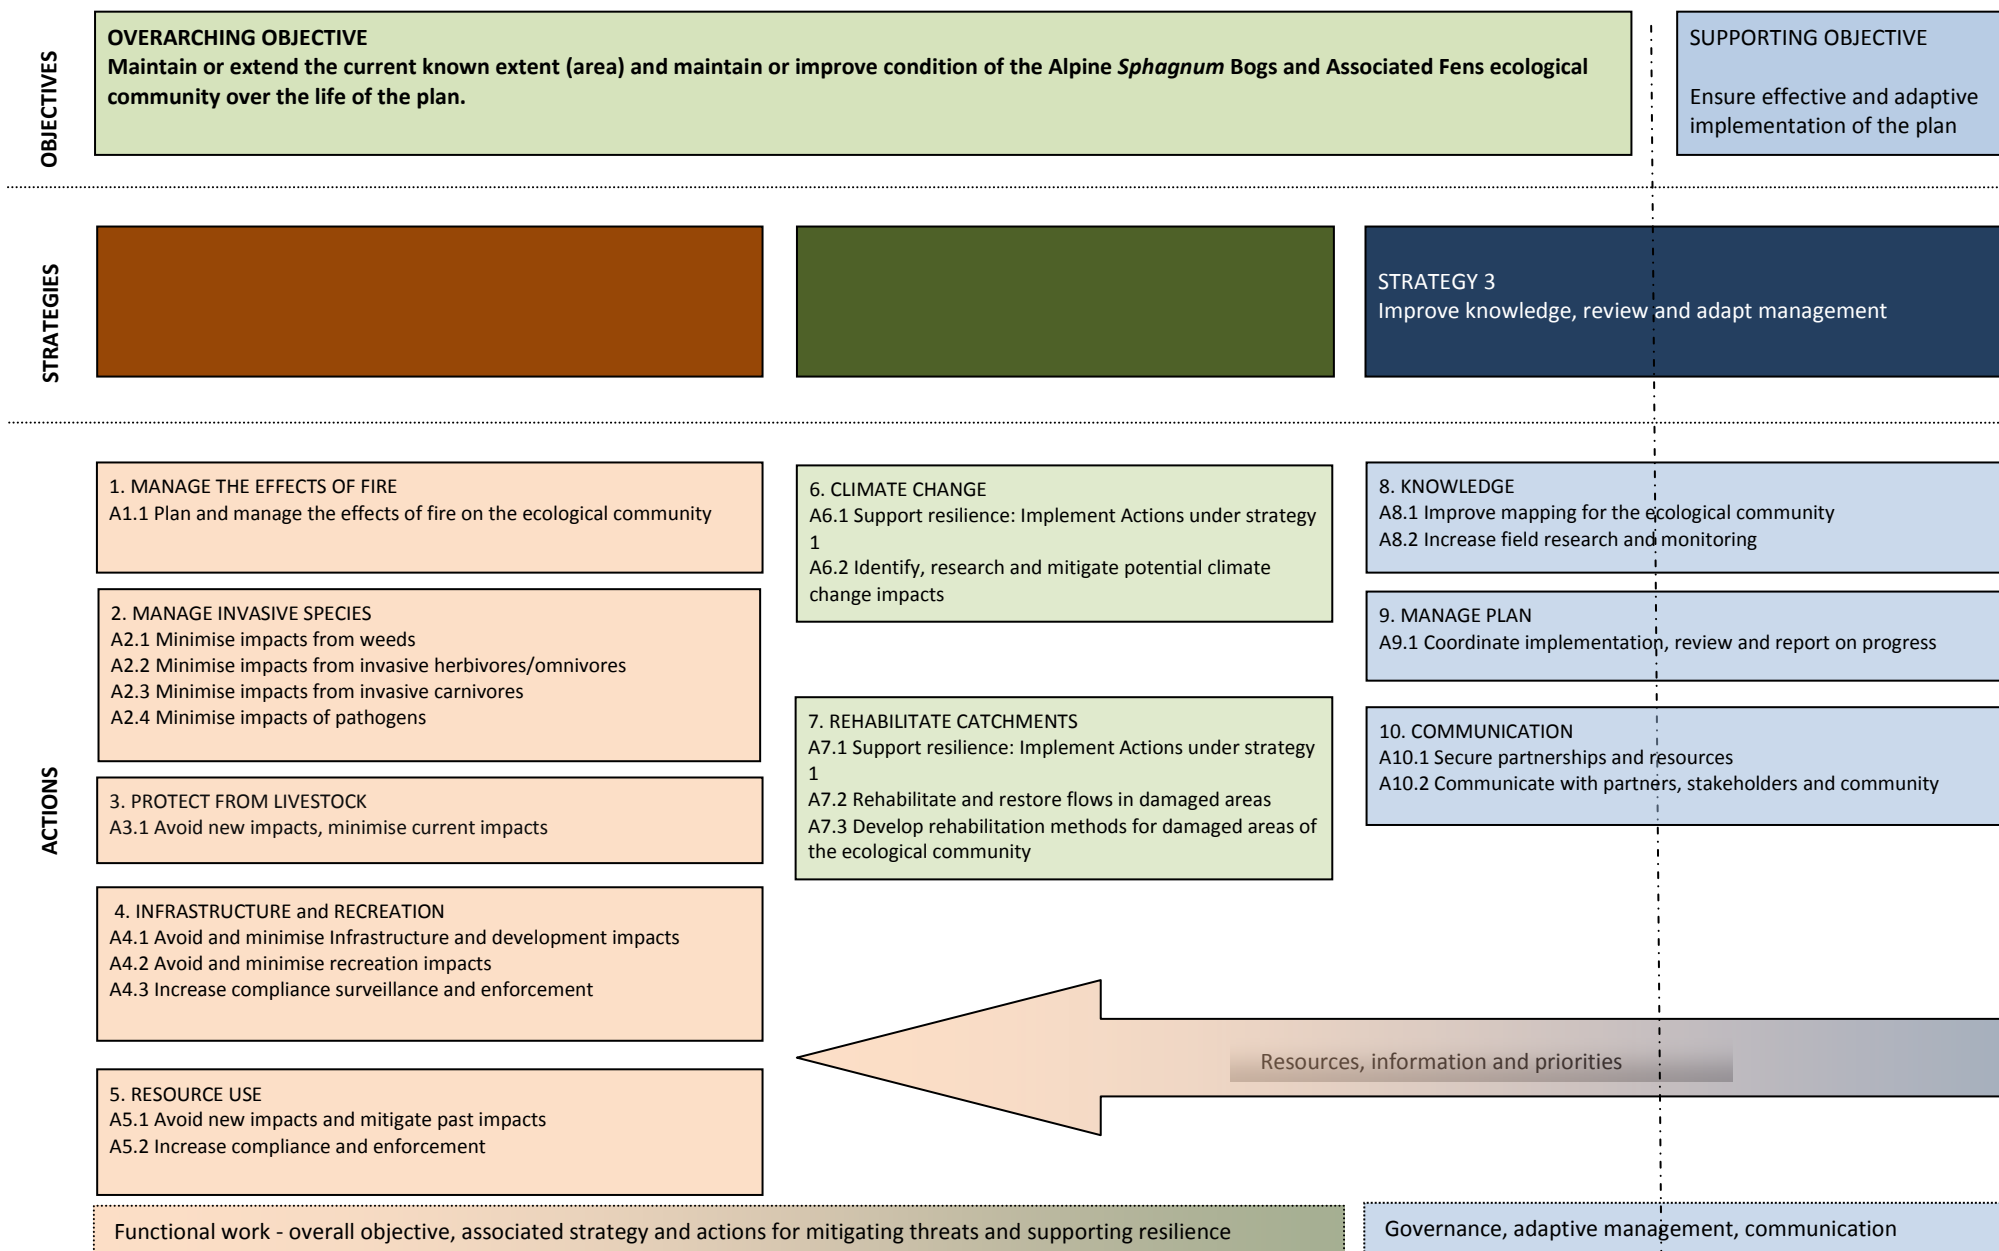 OBJECTIVES
OVERARCHING OBJECTIVE
Maintain or extend the current known extent (area) and maintain or improve condition of the Alpine Sphagnum Bogs and Associated Fens ecological
community over the life of the plan.
SUPPORTING OBJECTIVE
Ensure effective and adaptive
implementation of the plan
STRATEGIES
STRATEGY 3
Improve knowledge, review and adapt management
ACTIONS
1. MANAGE THE EFFECTS OF FIRE
A1.1 Plan and manage the effects of fire on the ecological community
2. MANAGE INVASIVE SPECIES
A2.1 Minimise impacts from weeds
A2.2 Minimise impacts from invasive herbivores/omnivores
A2.3 Minimise impacts from invasive carnivores
A2.4 Minimise impacts of pathogens
3. PROTECT FROM LIVESTOCK
A3.1 Avoid new impacts, minimise current impacts
4. INFRASTRUCTURE and RECREATION
A4.1 Avoid and minimise Infrastructure and development impacts
A4.2 Avoid and minimise recreation impacts
A4.3 Increase compliance surveillance and enforcement
5. RESOURCE USE
A5.1 Avoid new impacts and mitigate past impacts
A5.2 Increase compliance and enforcement
6. CLIMATE CHANGE
A6.1 Support resilience: Implement Actions under strategy
1
A6.2 Identify, research and mitigate potential climate
change impacts
7. REHABILITATE CATCHMENTS
A7.1 Support resilience: Implement Actions under strategy
1
A7.2 Rehabilitate and restore flows in damaged areas
A7.3 Develop rehabilitation methods for damaged areas of
the ecological community
8. KNOWLEDGE
A8.1 Improve mapping for the ecological community
A8.2 Increase field research and monitoring
9. MANAGE PLAN
A9.1 Coordinate implementation, review and report on progress
10. COMMUNICATION
A10.1 Secure partnerships and resources
A10.2 Communicate with partners, stakeholders and community
Resources, information and priorities
Functional work - overall objective, associated strategy and actions for mitigating threats and supporting resilience
Governance, adaptive management, communication